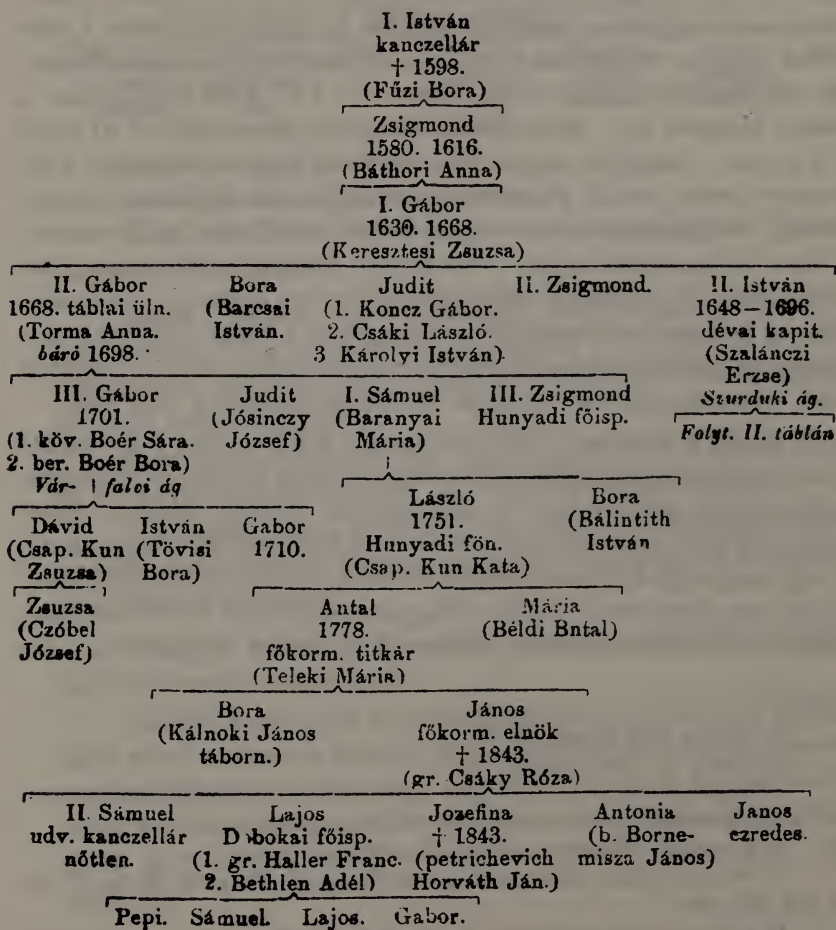 I. István
kanczellár
† 1598.
(Fűzi Bora)
Zsigmond
1580. 1616.
(Báthori Anna)
I. Gábor
1630. 1668.
(Keresztesi Zsuzsa)
II. Gábor Bora Judit II. Zsigmond. II. István
1668. táblai üln. (Barcsai (1. Koncz Gábor. 1648—1696.
(Torma Anna. István. 2. Csáki László. dévai kapit.
báró 1698. 3 Károlyi István) (Szalánczi
Erzse)
III. Gábor Judit I. Sámuel III. Zsigmond Szurduki ág.
1701. (Jósinczy (Baranyai Hunyadi főisp. Folyt. II. táblán
(1. köv. Boér Sára. József) Mária)
2. ber. Boér Bora)
Vár- falvi ág
László Bora
1751. (Bálintith
Hunyadi fön. István
(Csap. Kun Kata)
Dávid István Gabor
(Csap. Kun (Tövisi 1710.
Zsuzsa) Bora)
Zsuzsa Antal Mária
(Czóbel 1778. (Béldi Bntal)
József) főkorm. titkár
(Teleki Mária)
Bora János
(Kálnoki János főkorm. elnök
táborn.) † 1843.
(gr. Csáky Róza)
II. Sámuel Lajos Jozefina Antonia Janos
udv. kanczellár Dobokai főisp. † 1843. (b. Borne- ezredes.
nőtlen. (1. gr. Haller Franc. (petrichevich misza János)
2. Bethlen Adél) Horváth Ján.)
Pepi. Sámuel Lajos. Gabor.